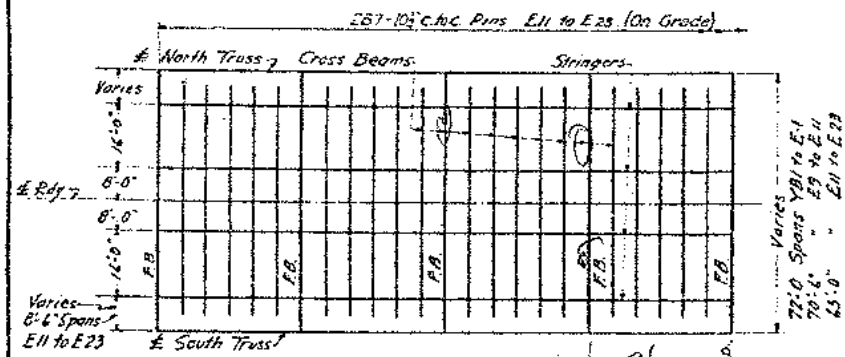 287'-10½" c. to c. Pins E11 to E23 (On Grade)
℄ North Truss
Cross Beams
Stringers
Varies
16'-0"
8'-0"
℄ Rdy
8'-0"
16'-0"
F.B.
F.B.
F.B.
F.B.
F.B.
Varies
8'-6" Spans
E11 to E23
℄ South Truss
Varies
72'-0" Spans YB1 to E-1
70'-6" " E9 to E11
65'-0" " E11 to E23